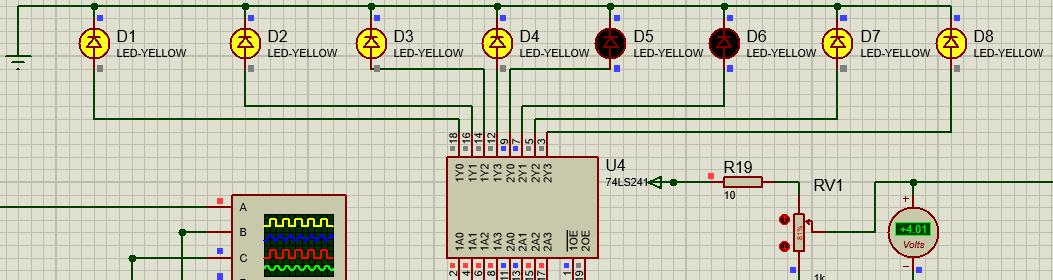 D1 D2 D3 D4 D5 D6 D7 D8
LED-YELLOW LED-YELLOW LED-YELLOW LED-YELLOW LED-YELLOW LED-YELLOW LED-YELLOW LED-YELLOW
18 16 14 12 9 7 5 3
1Y0 1Y1 1Y2 1Y3 2Y0 2Y1 2Y2 2Y3
U4
74LS241
R19
10
RV1
81%
1k
+
+4.01
Volts
A
B
C
1A0 1A1 1A2 1A3 2A0 2A1 2A2 2A3 1OE 2OE
2 4 6 8 11 13 15 17 1 19